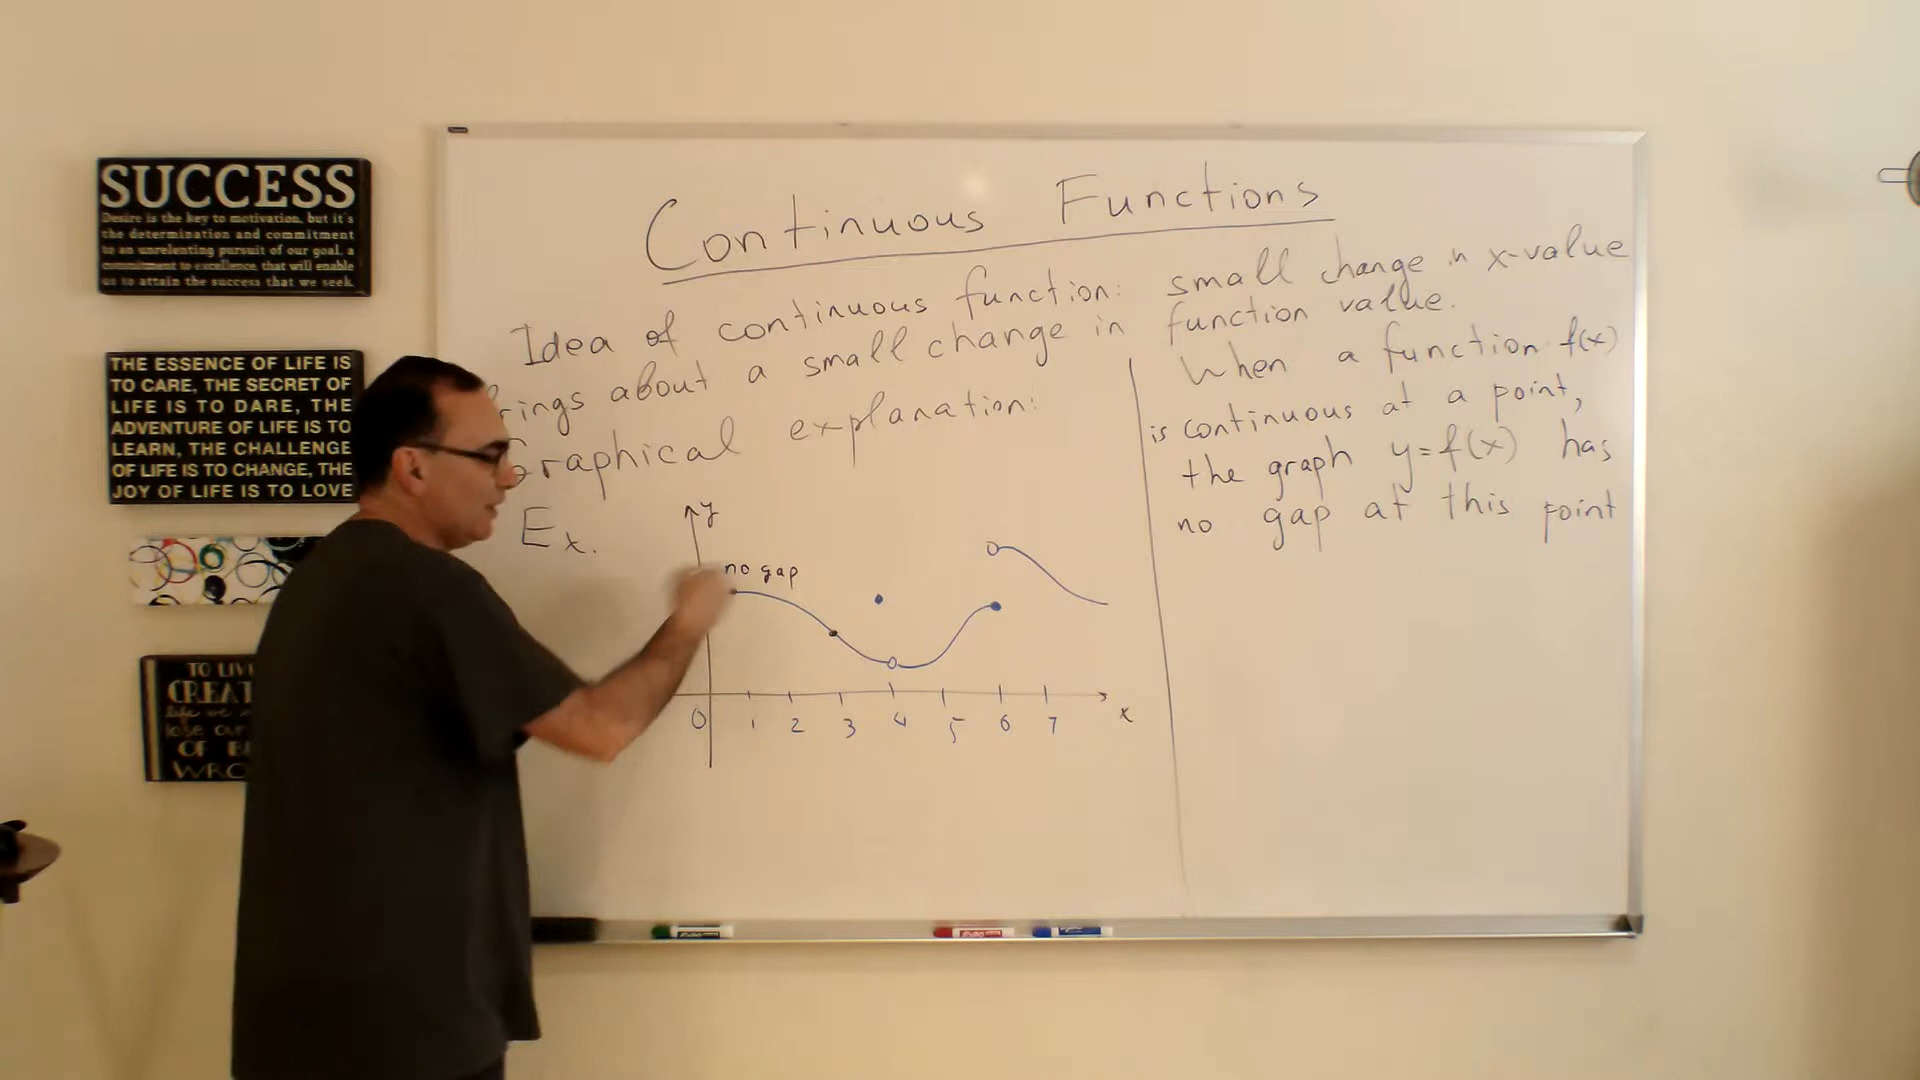 SUCCESS
Desire is the key to motivation, but it's
the determination and commitment
to an unrelenting pursuit of our goal, a
commitment to excellence, that will enable
us to attain the success that we seek.
THE ESSENCE OF LIFE IS
TO CARE, THE SECRET OF
LIFE IS TO DARE, THE
ADVENTURE OF LIFE IS TO
LEARN, THE CHALLENGE
OF LIFE IS TO CHANGE, THE
JOY OF LIFE IS TO LOVE
TO LIV
CREAT
life
lose
OF
WRO
Continuous Functions
Idea of continuous function: small change in x-value
rings about a small change in function value.
Graphical explanation:
Ex.
y
no gap
0 1 2 3 4 5 6 7 x
When a function f(x)
is continuous at a point,
the graph y=f(x) has
no gap at this point